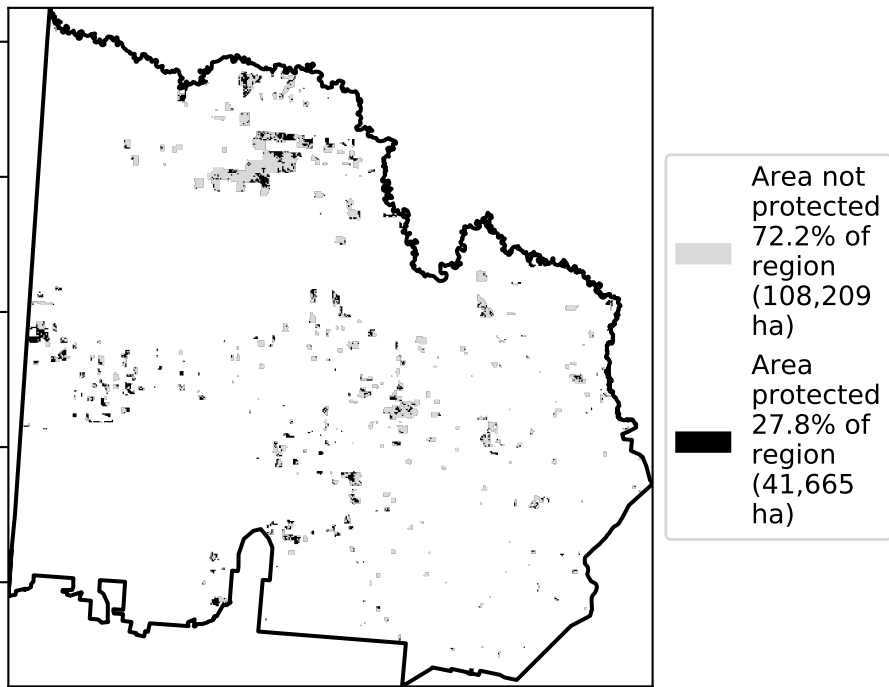 Area not
protected
72.2% of
region
(108,209
ha)
Area
protected
27.8% of
region
(41,665
ha)